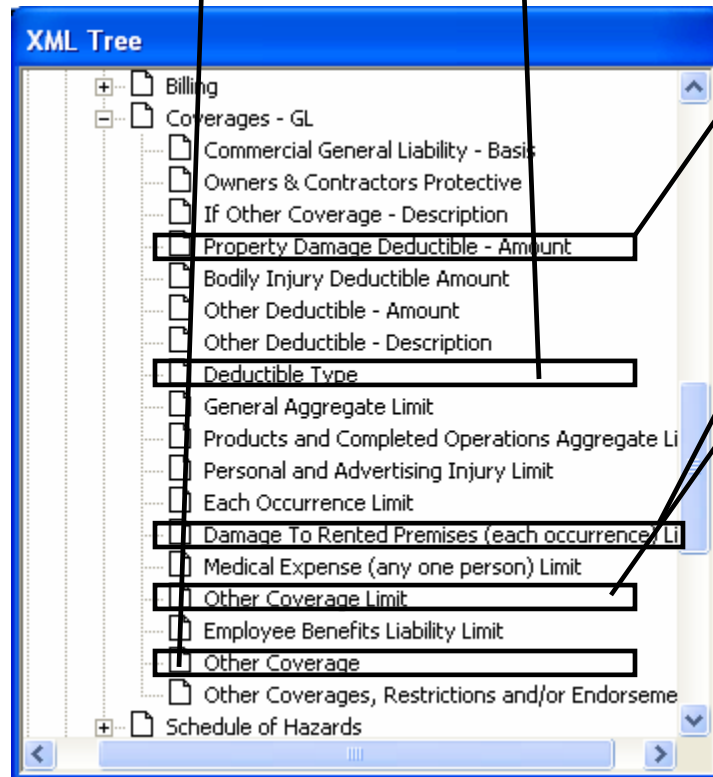 XML Tree
Billing
Coverages - GL
Commercial General Liability - Basis
Owners & Contractors Protective
If Other Coverage - Description
Property Damage Deductible - Amount
Bodily Injury Deductible Amount
Other Deductible - Amount
Other Deductible - Description
Deductible Type
General Aggregate Limit
Products and Completed Operations Aggregate Li
Personal and Advertising Injury Limit
Each Occurrence Limit
Damage To Rented Premises (each occurrence) Li
Medical Expense (any one person) Limit
Other Coverage Limit
Employee Benefits Liability Limit
Other Coverage
Other Coverages, Restrictions and/or Endorseme
Schedule of Hazards